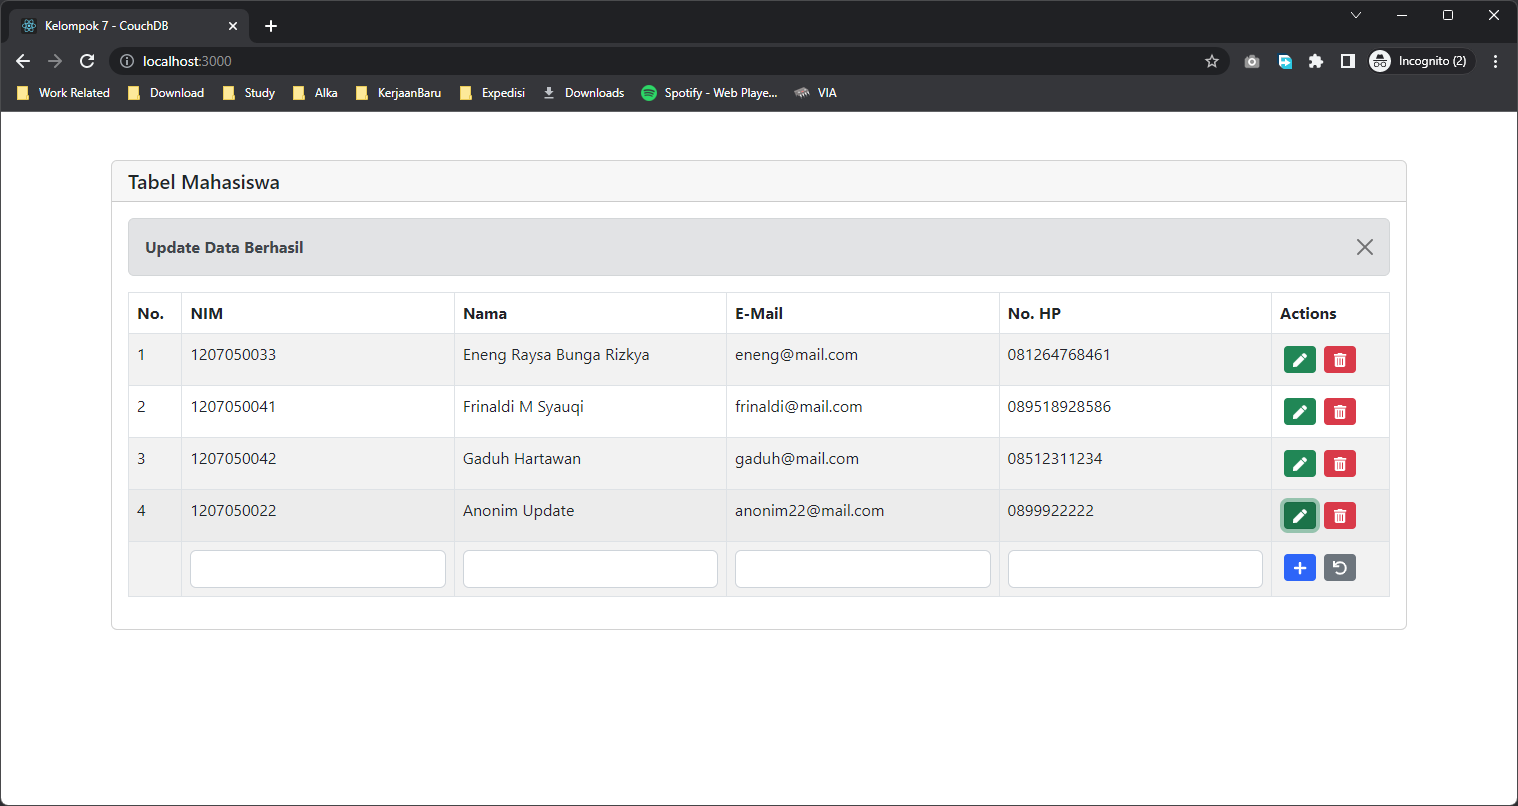 Kelompok 7 - CouchDB
localhost:3000
Incognito (2)
Work Related Download Study Alka KerjaanBaru Expedisi Downloads Spotify - Web Playe... VIA
Tabel Mahasiswa
Update Data Berhasil
No. NIM Nama E-Mail No. HP Actions
1 1207050033 Eneng Raysa Bunga Rizkya eneng@mail.com 081264768461
2 1207050041 Frinaldi M Syauqi frinaldi@mail.com 089518928586
3 1207050042 Gaduh Hartawan gaduh@mail.com 08512311234
4 1207050022 Anonim Update anonim22@mail.com 0899922222